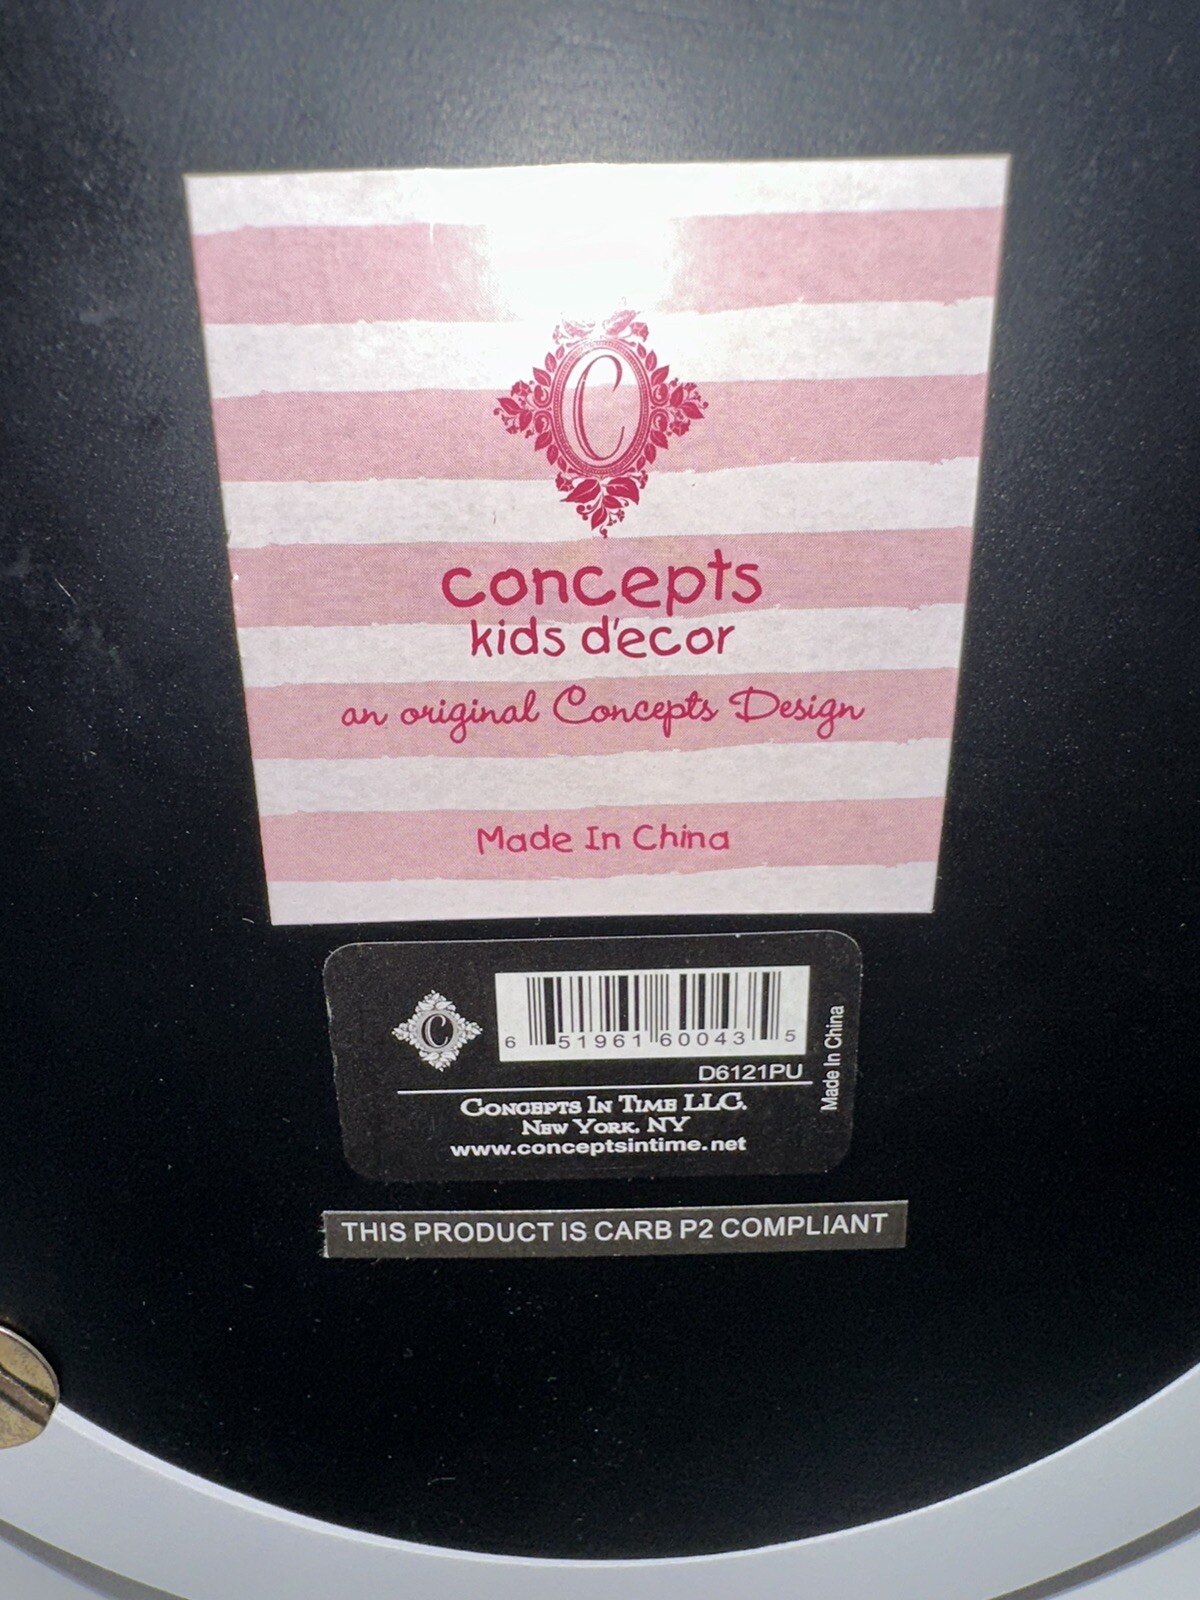 C
concepts
kids d'ecor
an original Concepts Design
Made In China
C
6 51961 60043 5
D6121PU
Made In China
CONCEPTS IN TIME LLC.
NEW YORK, NY
www.conceptsintime.net
THIS PRODUCT IS CARB P2 COMPLIANT